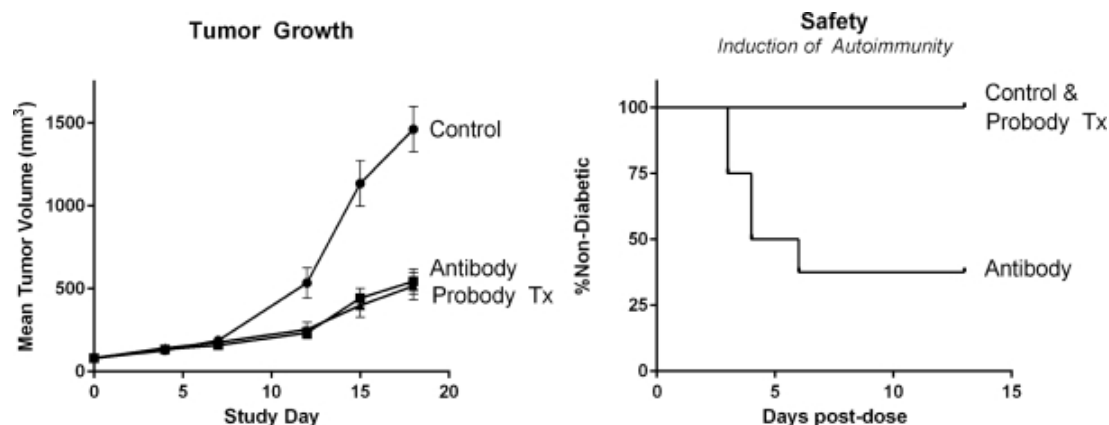 Tumor Growth
Mean Tumor Volume (mm³)
1500
1000
500
0
Control
Antibody
Probody Tx
0 5 10 15 20
Study Day
Safety
Induction of Autoimmunity
%Non-Diabetic
100
75
50
25
0
Control &
Probody Tx
Antibody
0 5 10 15
Days post-dose